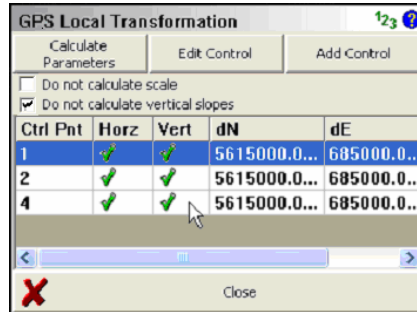 GPS Local Transformation 123 ?
Calculate Parameters Edit Control Add Control
Do not calculate scale
Do not calculate vertical slopes
Ctrl Pnt Horz Vert dN dE
1 5615000.0... 685000.0...
2 5615000.0... 685000.0...
4 5615000.0... 685000.0...
Close